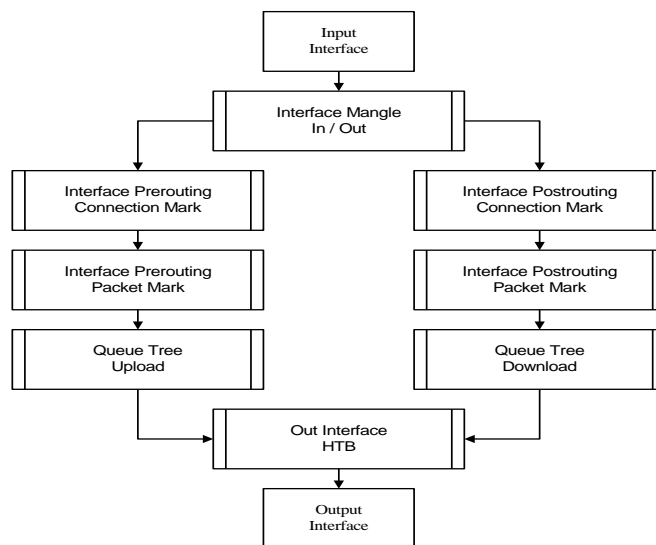 Input
Interface
Interface Mangle
In / Out
Interface Prerouting
Connection Mark
Interface Postrouting
Connection Mark
Interface Prerouting
Packet Mark
Interface Postrouting
Packet Mark
Queue Tree
Upload
Queue Tree
Download
Out Interface
HTB
Output
Interface